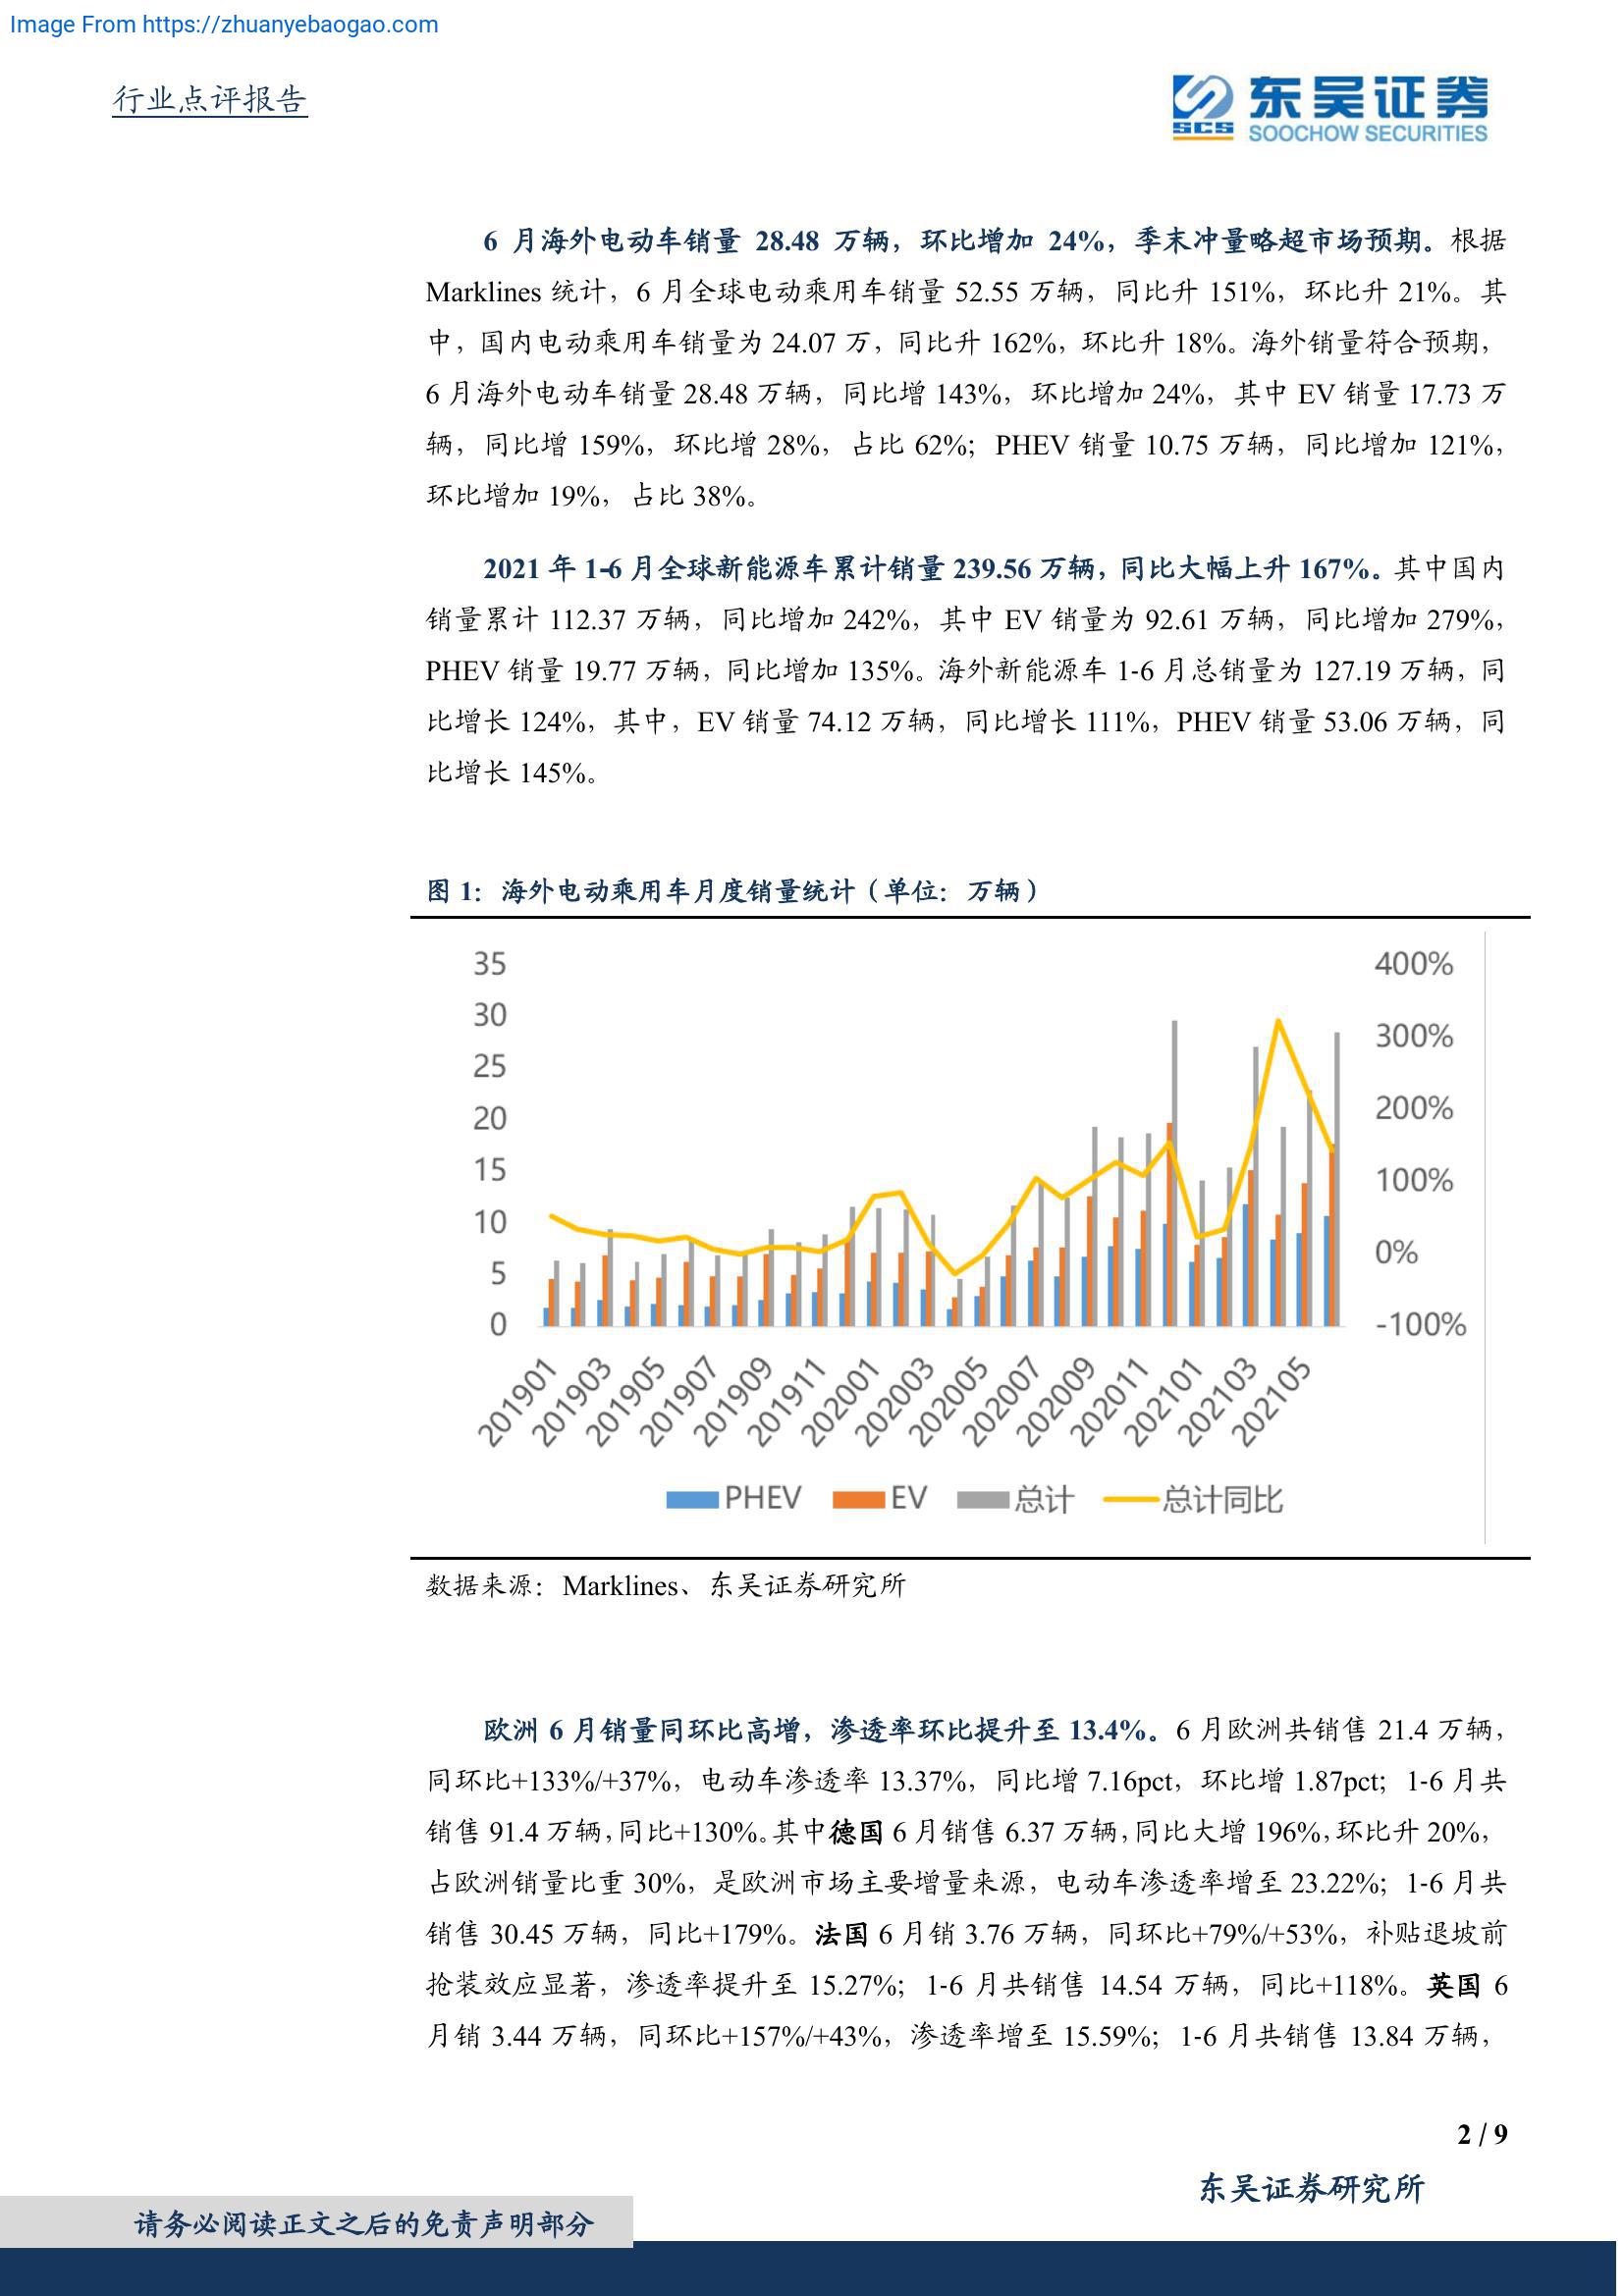 Image From https://zhuanyebaogao.com
行业点评报告
SCS
东吴证券
SOOCHOW SECURITIES
6 月海外电动车销量 28.48 万辆，环比增加 24%，季末冲量略超市场预期。根据
Marklines 统计，6 月全球电动乘用车销量 52.55 万辆，同比升 151%，环比升 21%。其
中，国内电动乘用车销量为 24.07 万，同比升 162%，环比升 18%。海外销量符合预期，
6 月海外电动车销量 28.48 万辆，同比增 143%，环比增加 24%，其中 EV 销量 17.73 万
辆，同比增 159%，环比增 28%，占比 62%；PHEV 销量 10.75 万辆，同比增加 121%，
环比增加 19%，占比 38%。
2021 年 1-6 月全球新能源车累计销量 239.56 万辆，同比大幅上升 167%。其中国内
销量累计 112.37 万辆，同比增加 242%，其中 EV 销量为 92.61 万辆，同比增加 279%，
PHEV 销量 19.77 万辆，同比增加 135%。海外新能源车 1-6 月总销量为 127.19 万辆，同
比增长 124%，其中，EV 销量 74.12 万辆，同比增长 111%，PHEV 销量 53.06 万辆，同
比增长 145%。
图 1：海外电动乘用车月度销量统计（单位：万辆）
35
30
25
20
15
10
5
0
400%
300%
200%
100%
0%
-100%
201901
201903
201905
201907
201909
201911
202001
202003
202005
202007
202009
202011
202101
202103
202105
PHEV EV 总计 总计同比
数据来源：Marklines、东吴证券研究所
欧洲 6 月销量同环比高增，渗透率环比提升至 13.4%。6 月欧洲共销售 21.4 万辆，
同环比+133%/+37%，电动车渗透率 13.37%，同比增 7.16pct，环比增 1.87pct；1-6 月共
销售 91.4 万辆，同比+130%。其中德国 6 月销售 6.37 万辆，同比大增 196%，环比升 20%，
占欧洲销量比重 30%，是欧洲市场主要增量来源，电动车渗透率增至 23.22%；1-6 月共
销售 30.45 万辆，同比+179%。法国 6 月销 3.76 万辆，同环比+79%/+53%，补贴退坡前
抢装效应显著，渗透率提升至 15.27%；1-6 月共销售 14.54 万辆，同比+118%。英国 6
月销 3.44 万辆，同环比+157%/+43%，渗透率增至 15.59%；1-6 月共销售 13.84 万辆，
2 / 9
东吴证券研究所
请务必阅读正文之后的免责声明部分